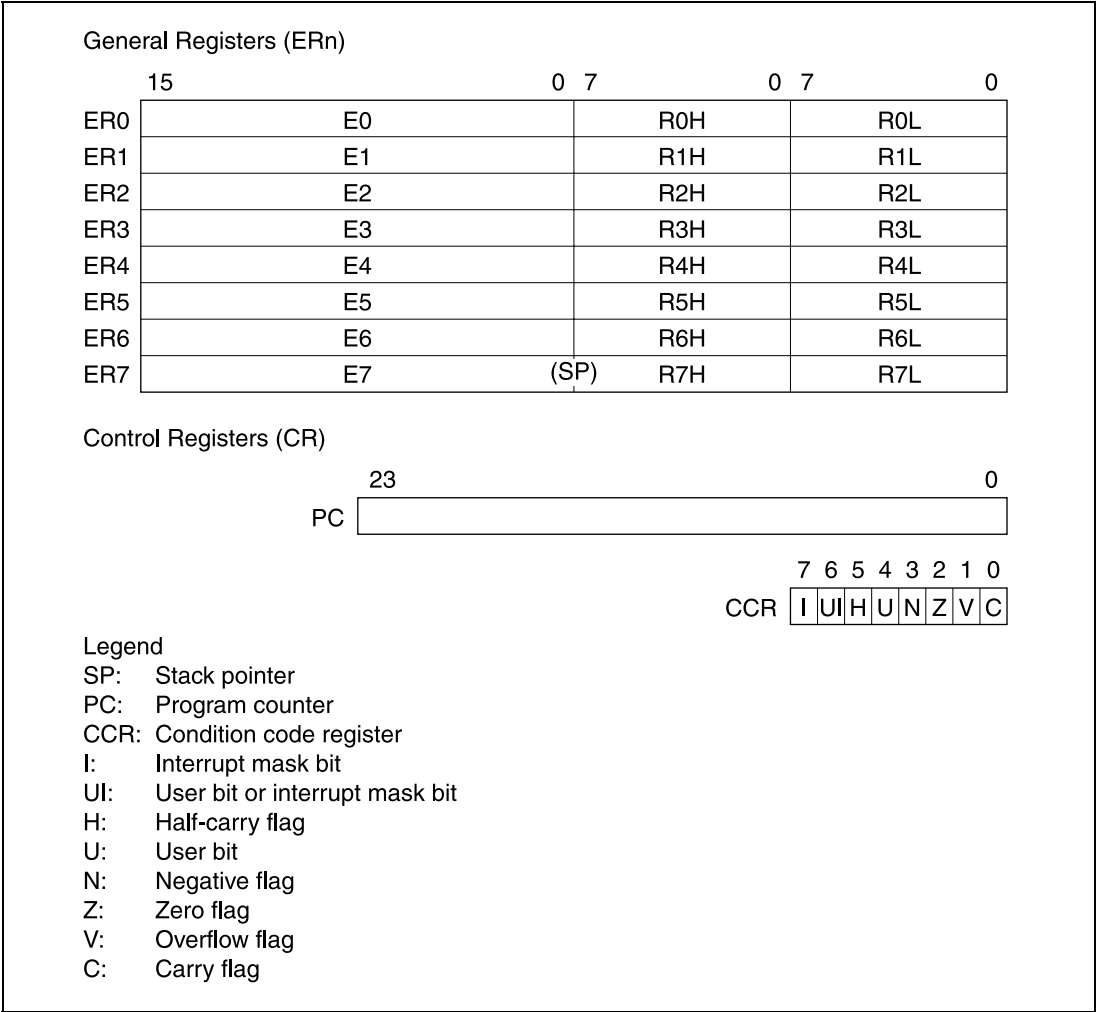 General Registers (ERn)
15 0 7 0 7 0
ER0 E0 R0H R0L
ER1 E1 R1H R1L
ER2 E2 R2H R2L
ER3 E3 R3H R3L
ER4 E4 R4H R4L
ER5 E5 R5H R5L
ER6 E6 R6H R6L
ER7 E7 (SP) R7H R7L
Control Registers (CR)
23 0
PC
7 6 5 4 3 2 1 0
CCR I UI H U N Z V C
Legend
SP: Stack pointer
PC: Program counter
CCR: Condition code register
I: Interrupt mask bit
UI: User bit or interrupt mask bit
H: Half-carry flag
U: User bit
N: Negative flag
Z: Zero flag
V: Overflow flag
C: Carry flag